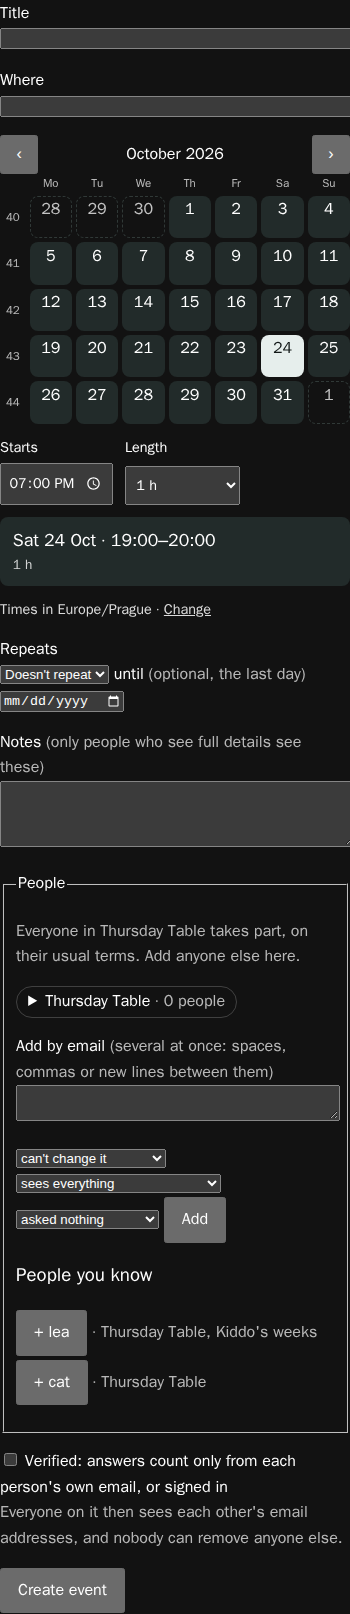 Title
Where
‹ October 2026 ›
Mo Tu We Th Fr Sa Su
40 28 29 30 1 2 3 4
41 5 6 7 8 9 10 11
42 12 13 14 15 16 17 18
43 19 20 21 22 23 24 25
44 26 27 28 29 30 31 1
Starts Length
07:00 PM 1 h
Sat 24 Oct · 19:00–20:00
1 h
Times in Europe/Prague · Change
Repeats
Doesn't repeat until (optional, the last day)
mm/dd/yyyy
Notes (only people who see full details see
these)
People
Everyone in Thursday Table takes part, on
their usual terms. Add anyone else here.
▶ Thursday Table · 0 people
Add by email (several at once: spaces,
commas or new lines between them)
can't change it
sees everything
asked nothing Add
People you know
+ lea · Thursday Table, Kiddo's weeks
+ cat · Thursday Table
Verified: answers count only from each
person's own email, or signed in
Everyone on it then sees each other's email
addresses, and nobody can remove anyone else.
Create event